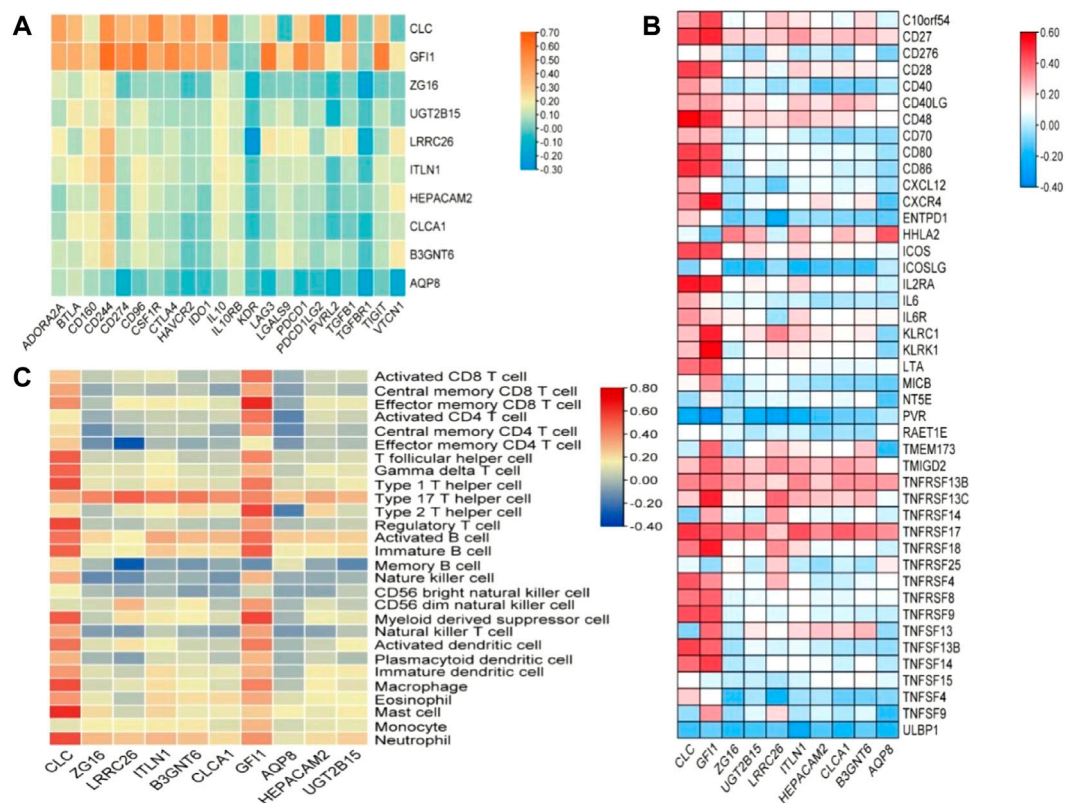 A
CLC
GFI1
ZG16
UGT2B15
LRRC26
ITLN1
HEPACAM2
CLCA1
B3GNT6
AQP8
0.70
0.60
0.50
0.40
0.30
0.20
0.10
-0.00
-0.10
-0.20
-0.30
ADORA2A
BTLA
CD160
CD244
CD274
CD96
CSF1R
CTLA4
HAVCR2
IDO1
IL10
IL10RB
KDR
LAG3
LGALS9
PDCD1
PDCD1LG2
PVRL2
TGFB1
TGFBR1
TIGIT
VTCN1
B
C10orf54
CD27
CD276
CD28
CD40
CD40LG
CD48
CD70
CD80
CD86
CXCL12
CXCR4
ENTPD1
HHLA2
ICOS
ICOSLG
IL2RA
IL6
IL6R
KLRC1
KLRK1
LTA
MICB
NT5E
PVR
RAET1E
TMEM173
TMIGD2
TNFRSF13B
TNFRSF13C
TNFRSF14
TNFRSF17
TNFRSF18
TNFRSF25
TNFRSF4
TNFRSF8
TNFRSF9
TNFSF13
TNFSF13B
TNFSF14
TNFSF15
TNFSF4
TNFSF9
ULBP1
0.60
0.40
0.20
0.00
-0.20
-0.40
CLC
GFI1
ZG16
UGT2B15
LRRC26
ITLN1
HEPACAM2
CLCA1
B3GNT6
AQP8
C
Activated CD8 T cell
Central memory CD8 T cell
Effector memory CD8 T cell
Activated CD4 T cell
Central memory CD4 T cell
Effector memory CD4 T cell
T follicular helper cell
Gamma delta T cell
Type 1 T helper cell
Type 17 T helper cell
Type 2 T helper cell
Regulatory T cell
Activated B cell
Immature B cell
Memory B cell
Nature killer cell
CD56 bright natural killer cell
CD56 dim natural killer cell
Myeloid derived suppressor cell
Natural killer T cell
Activated dendritic cell
Plasmacytoid dendritic cell
Immature dendritic cell
Macrophage
Eosinophil
Mast cell
Monocyte
Neutrophil
0.80
0.60
0.40
0.20
0.00
-0.20
-0.40
CLC
ZG16
LRRC26
ITLN1
B3GNT6
CLCA1
GFI1
AQP8
HEPACAM2
UGT2B15